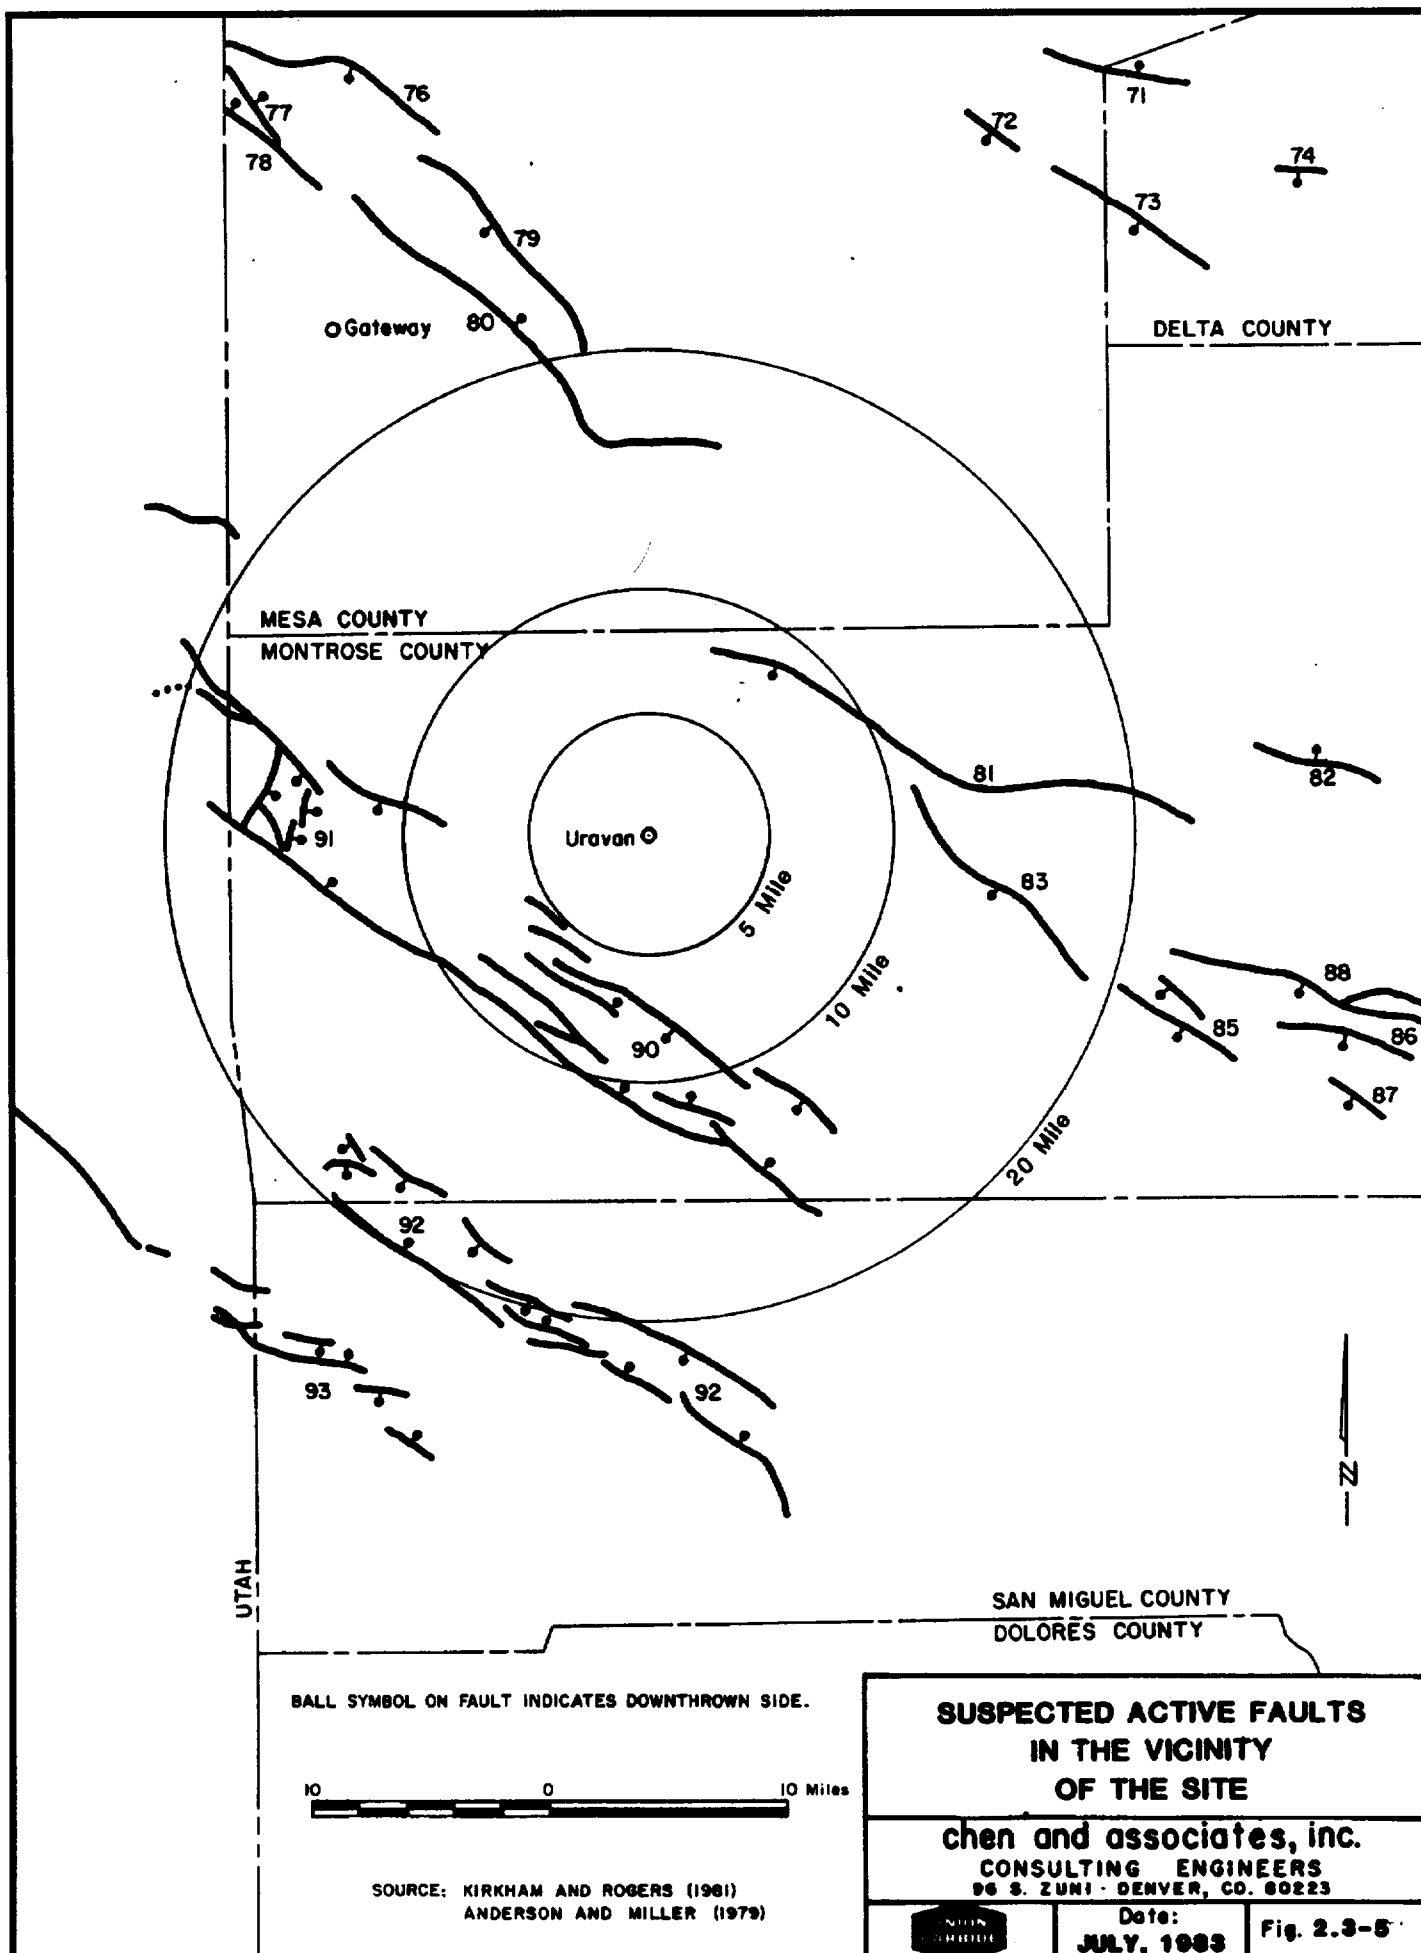 76
77
78
71
72
74
73
79
80
Gateway
DELTA COUNTY
MESA COUNTY
MONTROSE COUNTY
81
82
91
Uravan
83
5 Mile
10 Mile
88
85
86
90
87
20 Mile
92
93
92
N
UTAH
SAN MIGUEL COUNTY
DOLORES COUNTY
BALL SYMBOL ON FAULT INDICATES DOWNTHROWN SIDE.
10 0 10 Miles
SOURCE: KIRKHAM AND ROGERS (1981)
ANDERSON AND MILLER (1979)
SUSPECTED ACTIVE FAULTS
IN THE VICINITY
OF THE SITE
chen and associates, inc.
CONSULTING ENGINEERS
96 S. ZUNI · DENVER, CO. 80223
UNION
CARBIDE
Date:
JULY, 1983
Fig. 2.3-5